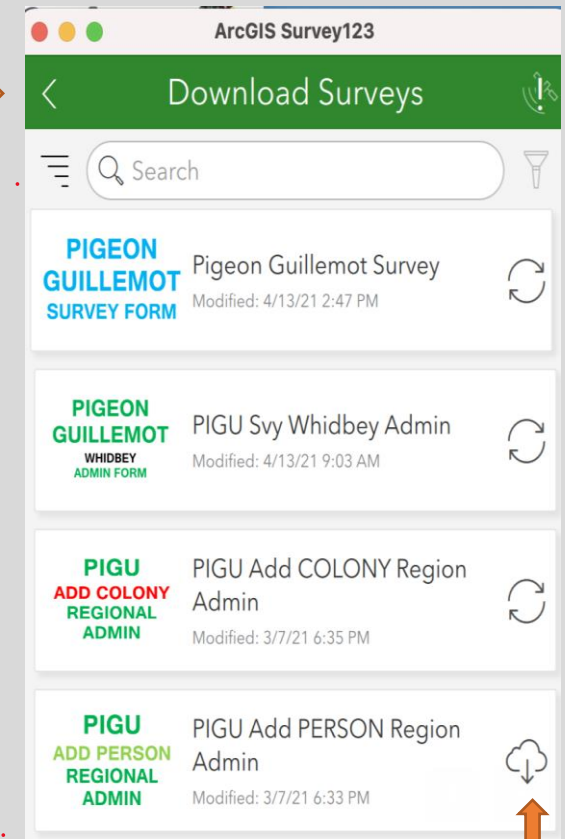 ArcGIS Survey123
Download Surveys
Search
PIGEON
GUILLEMOT
SURVEY FORM
Pigeon Guillemot Survey
Modified: 4/13/21 2:47 PM
PIGEON
GUILLEMOT
WHIDBEY
ADMIN FORM
PIGU Svy Whidbey Admin
Modified: 4/13/21 9:03 AM
PIGU
ADD COLONY
REGIONAL
ADMIN
PIGU Add COLONY Region
Admin
Modified: 3/7/21 6:35 PM
PIGU
ADD PERSON
REGIONAL
ADMIN
PIGU Add PERSON Region
Admin
Modified: 3/7/21 6:33 PM